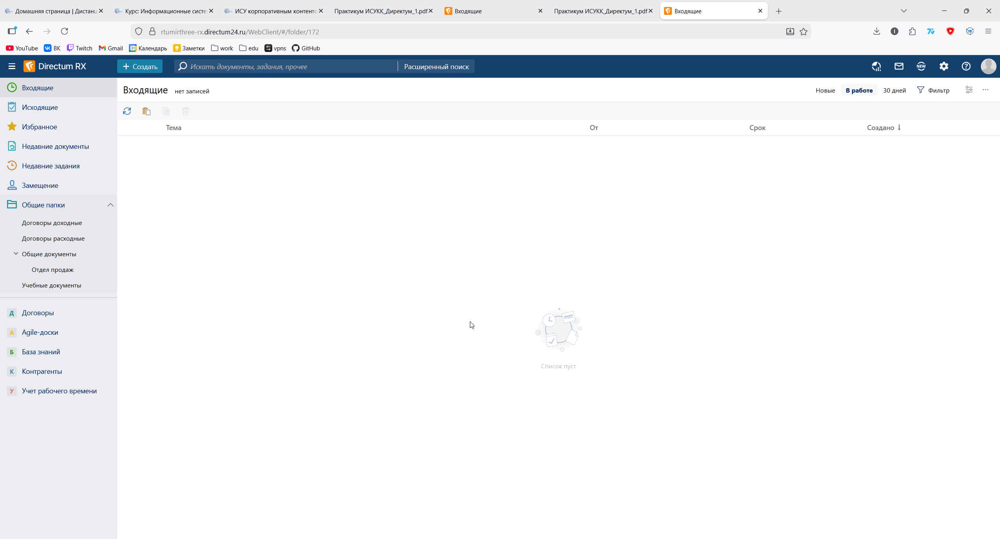 Домашняя страница | Дистанц
Курс: Информационные систе
ИСУ корпоративным контенто
Практикум ИСУКК_Директум_1.pdf
Входящие
Практикум ИСУКК_Директум_1.pdf
Входящие
rtumirthree-rx.directum24.ru/WebClient/#/folder/172
YouTube
ВК
Twitch
Gmail
31
Календарь
Заметки
work
edu
vpns
GitHub
Directum RX
Создать
Искать документы, задания, прочее
Расширенный поиск
NEW
Входящие
Исходящие
Избранное
Недавние документы
Недавние задания
Замещение
Общие папки
Договоры доходные
Договоры расходные
Общие документы
Отдел продаж
Учебные документы
Д Договоры
A Agile-доски
Б База знаний
К Контрагенты
У Учет рабочего времени
Входящие нет записей
Новые
В работе
30 дней
Фильтр
Тема
От
Срок
Создано
Список пуст